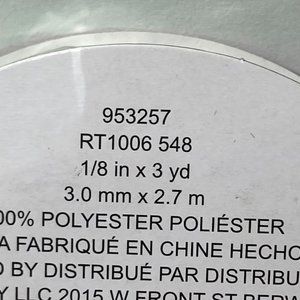 953257
RT1006 548
1/8 in x 3 yd
3.0 mm x 2.7 m
00% POLYESTER POLIÉSTER
A FABRIQUÉ EN CHINE HECHO
D BY DISTRIBUÉ PAR DISTRIBU
Y LLC 2015 W FRONT ST BERW